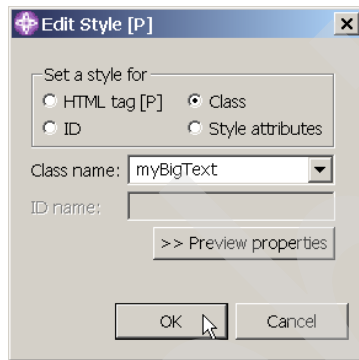 Edit Style [P]
Set a style for
HTML tag [P] Class
ID Style attributes
Class name: myBigText
ID name:
>> Preview properties
OK Cancel